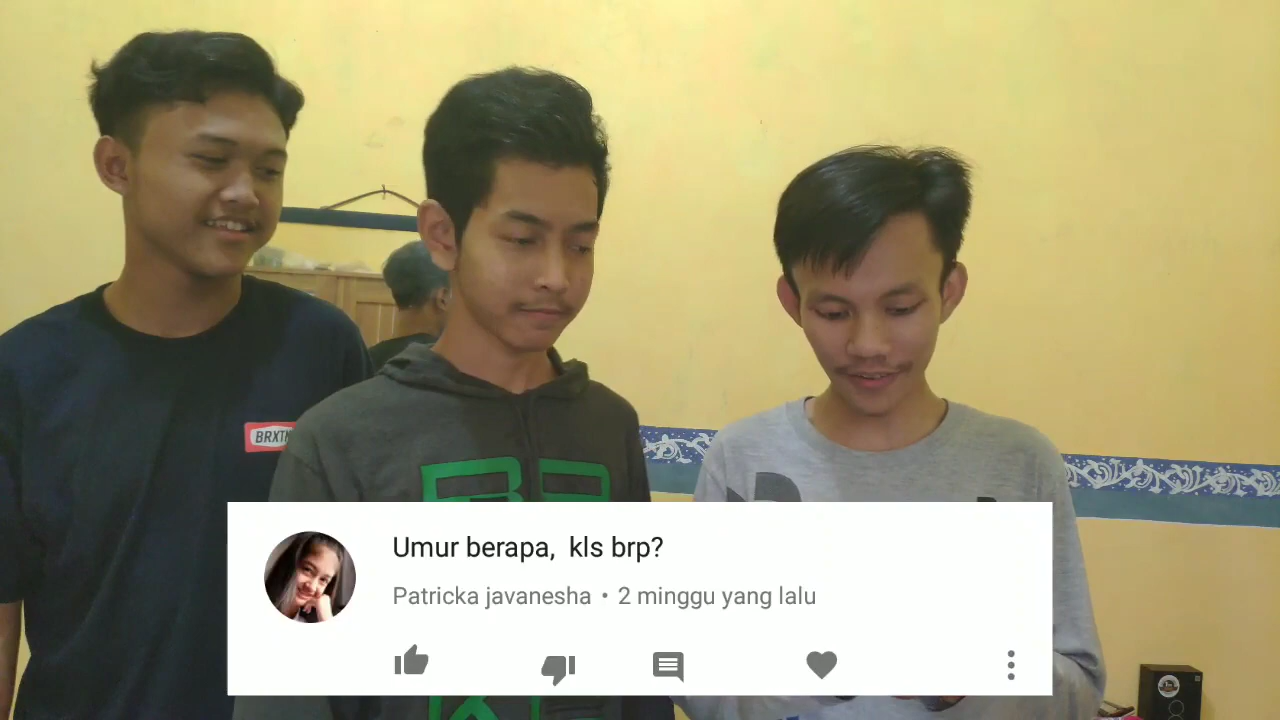 BRXTN
Umur berapa,  kls brp?
Patricka javanesha • 2 minggu yang lalu